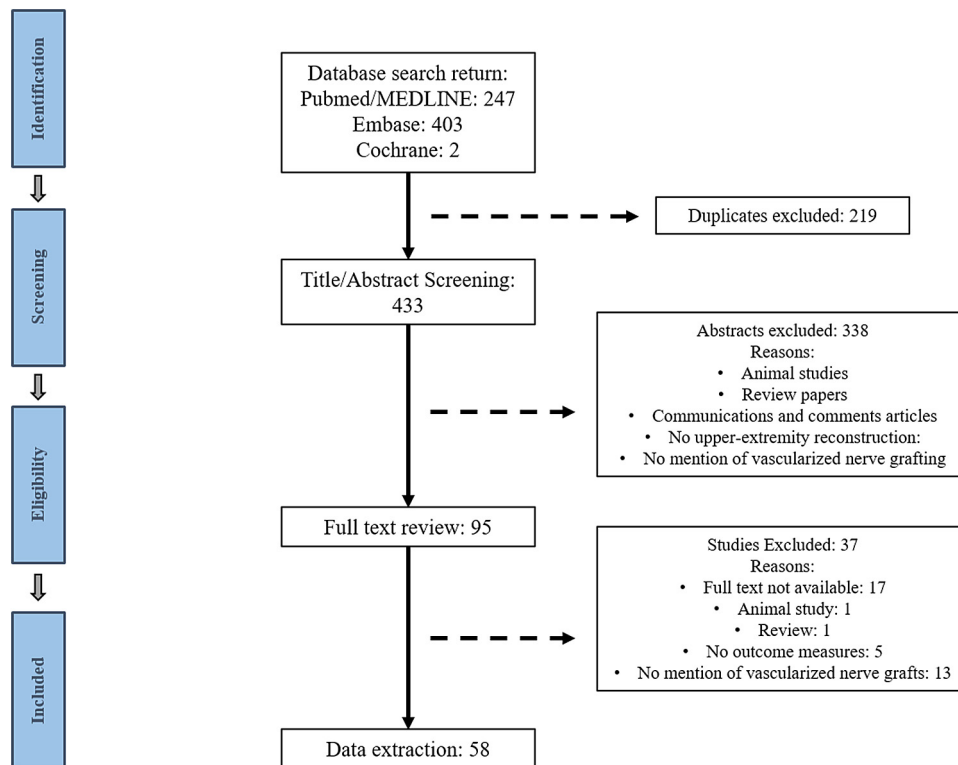 Identification
Database search return:
Pubmed/MEDLINE: 247
Embase: 403
Cochrane: 2
Duplicates excluded: 219
Screening
Title/Abstract Screening:
433
Abstracts excluded: 338
Reasons:
• Animal studies
• Review papers
• Communications and comments articles
• No upper-extremity reconstruction:
• No mention of vascularized nerve grafting
Eligibility
Full text review: 95
Studies Excluded: 37
Reasons:
• Full text not available: 17
• Animal study: 1
• Review: 1
• No outcome measures: 5
• No mention of vascularized nerve grafts: 13
Included
Data extraction: 58